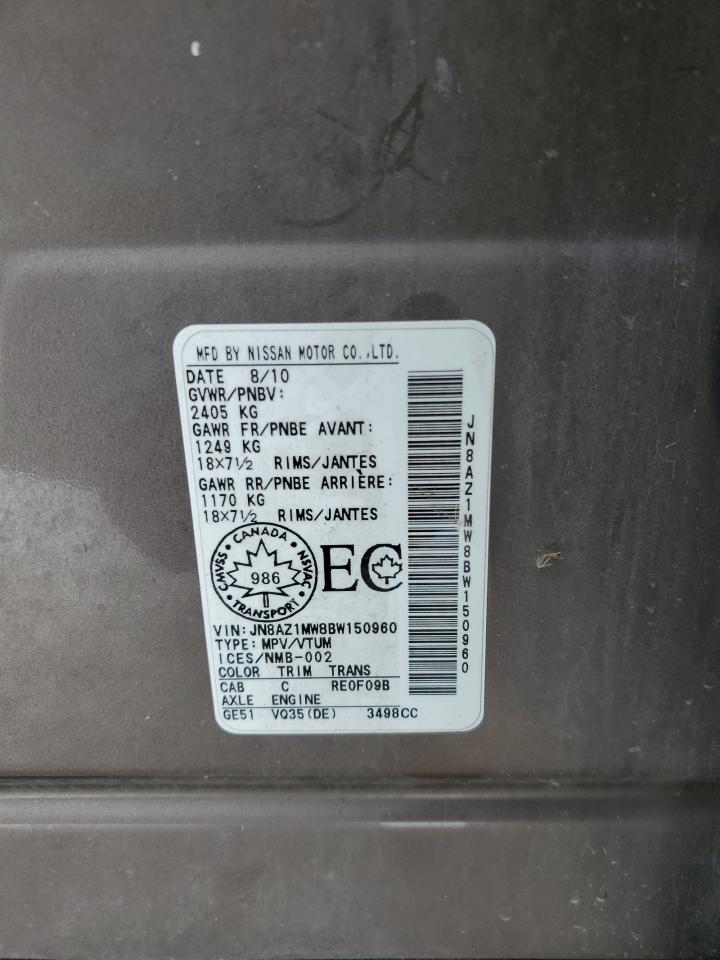 MFD BY NISSAN MOTOR CO.,LTD.
DATE 8/10
GVWR/PNBV:
2405 KG
GAWR FR/PNBE AVANT:
1249 KG
18X7½ RIMS/JANTES
GAWR RR/PNBE ARRIÈRE:
1170 KG
18X7½ RIMS/JANTES
CANADA
CMVSS
NSVAC
986
TRANSPORT
EC
VIN:JN8AZ1MW8BW150960
TYPE:MPV/VTUM
ICES/NMB-002
COLOR TRIM TRANS
CAB C RE0F09B
AXLE ENGINE
GE51 VQ35(DE) 3498CC
JN8AZ1MW8BW150960